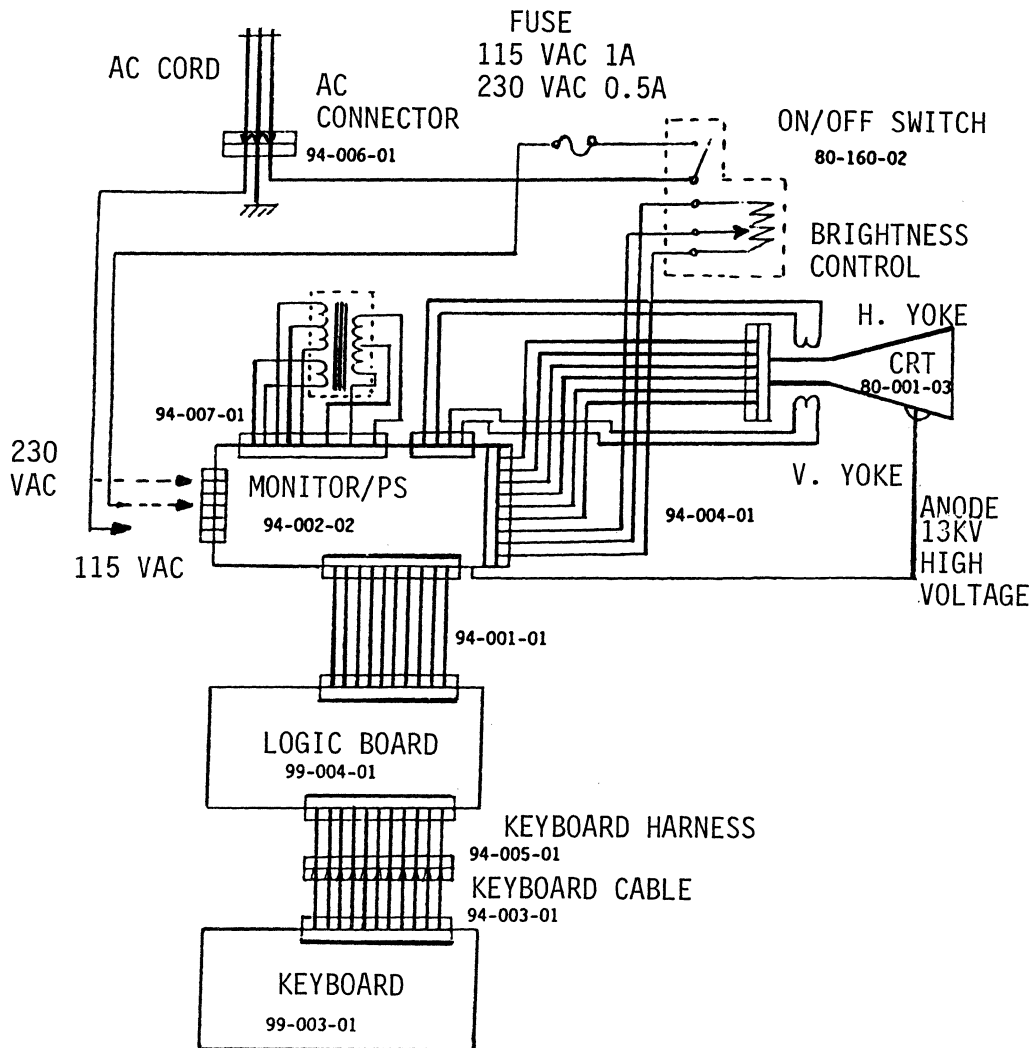 FUSE
115 VAC 1A
230 VAC 0.5A
AC CORD
AC
CONNECTOR
94-006-01
ON/OFF SWITCH
80-160-02
BRIGHTNESS
CONTROL
H. YOKE
CRT
80-001-03
94-007-01
230
VAC
MONITOR/PS
94-002-02
V. YOKE
94-004-01
ANODE
13KV
HIGH
VOLTAGE
115 VAC
94-001-01
LOGIC BOARD
99-004-01
KEYBOARD HARNESS
94-005-01
KEYBOARD CABLE
94-003-01
KEYBOARD
99-003-01